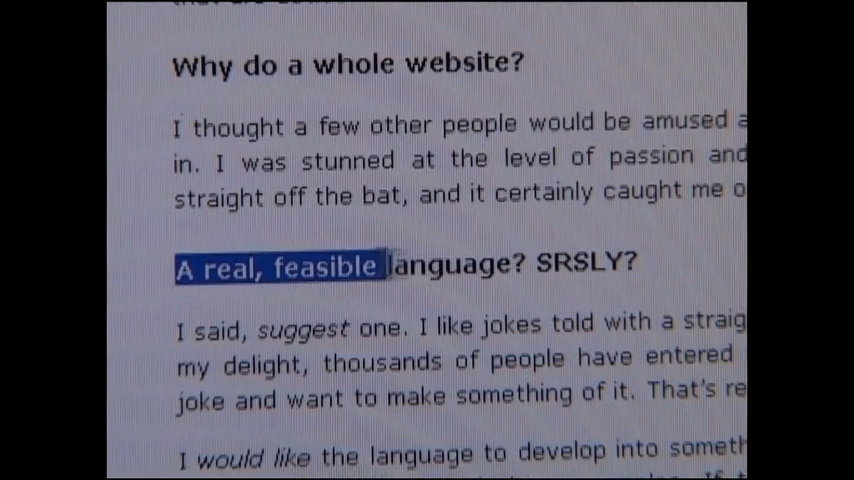 Why do a whole website?
I thought a few other people would be amused a
in. I was stunned at the level of passion and
straight off the bat, and it certainly caught me o
A real, feasible language? SRSLY?
I said, suggest one. I like jokes told with a straig
my delight, thousands of people have entered
joke and want to make something of it. That's re
I would like the language to develop into someth